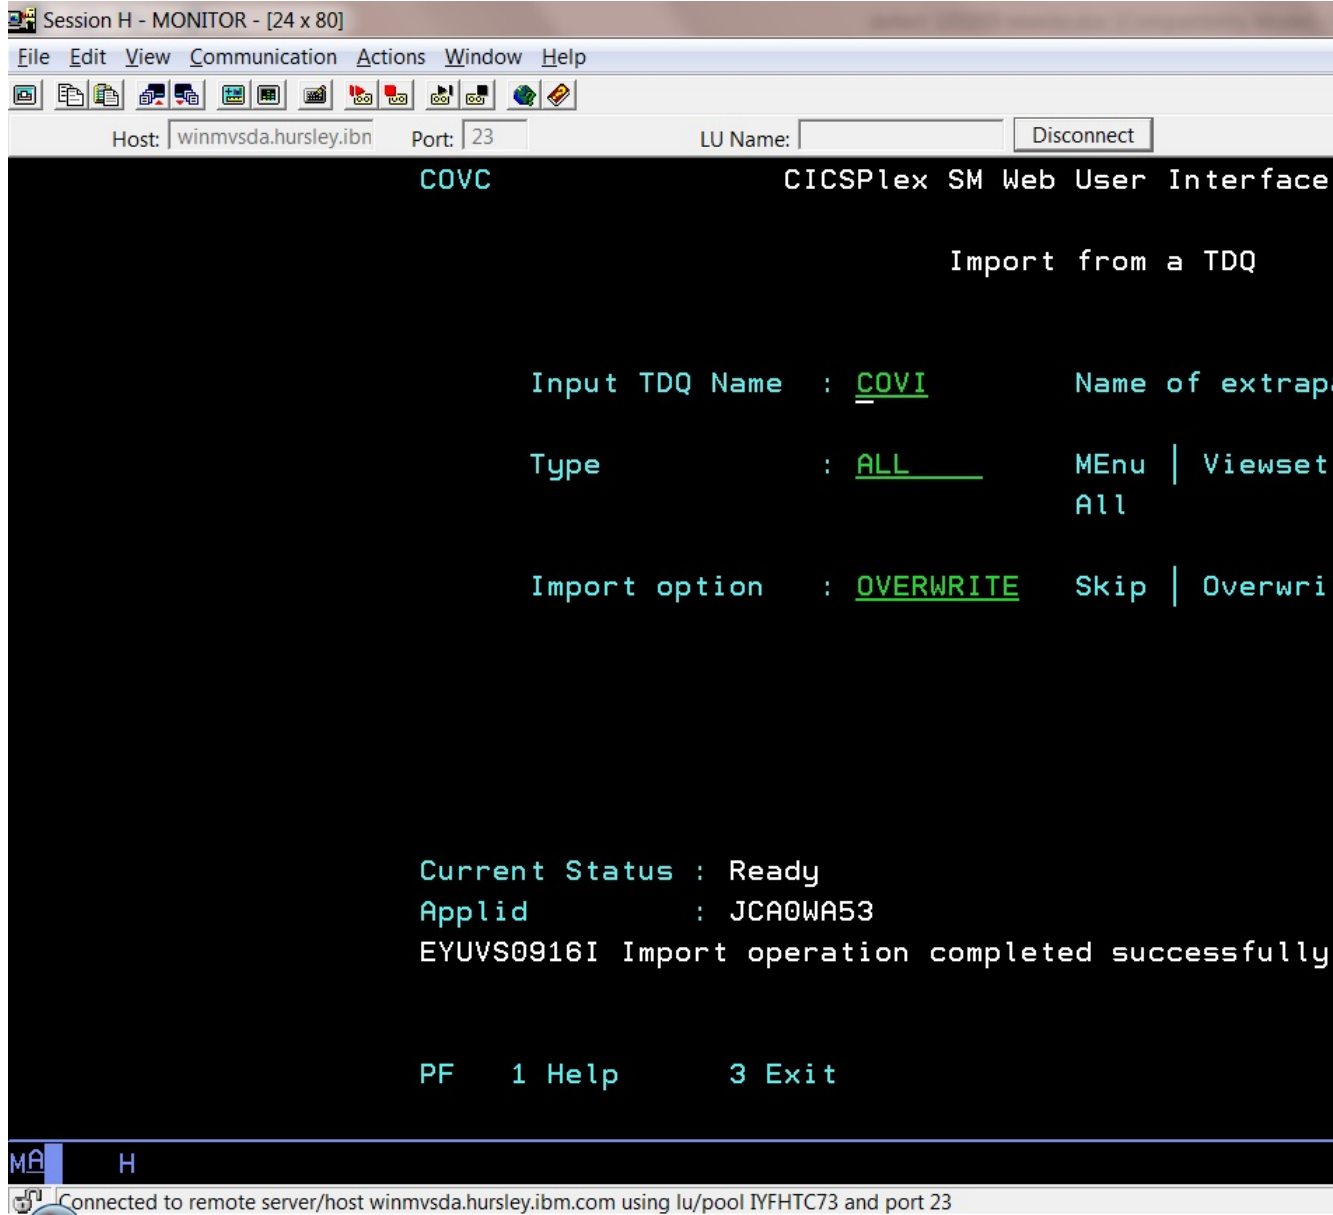 Session H - MONITOR - [24 x 80]
File Edit View Communication Actions Window Help
Host: winmvsda.hursley.ibn Port: 23 LU Name: Disconnect
COVC CICSPlex SM Web User Interface
Import from a TDQ
Input TDQ Name : COVI Name of extrap
Type : ALL MEnu | Viewset
All
Import option : OVERWRITE Skip | Overwri
Current Status : Ready
Applid : JCA0WA53
EYUVS0916I Import operation completed successfully
PF 1 Help 3 Exit
MA H
Connected to remote server/host winmvsda.hursley.ibm.com using lu/pool IYFHTC73 and port 23